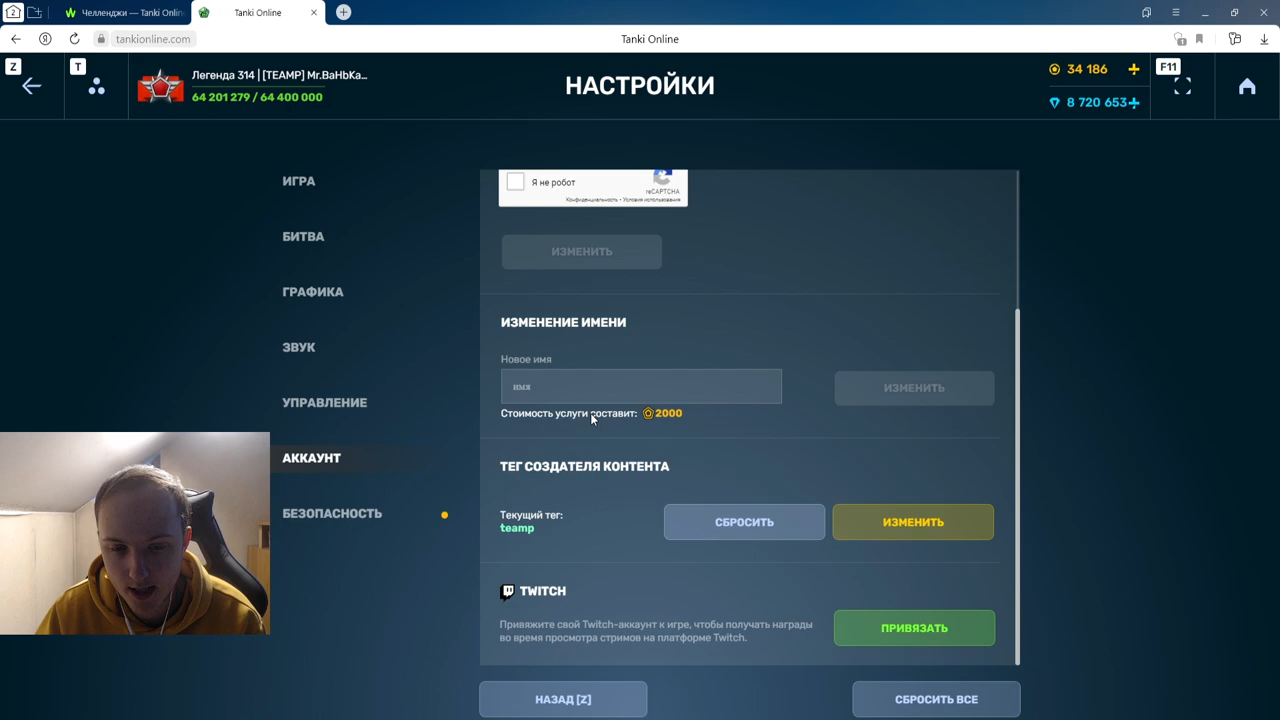 2
Челленджи — Tanki Onlin
Tanki Online
tankionline.com
Tanki Online
Z
T
Легенда 314 | [TEAMP] Mr.BaHbKa...
64 201 279 / 64 400 000
НАСТРОЙКИ
34 186
8 720 653
F11
ИГРА
БИТВА
ГРАФИКА
ЗВУК
УПРАВЛЕНИЕ
АККАУНТ
БЕЗОПАСНОСТЬ
Я не робот
reCAPTCHA
Конфиденциальность • Условия использования
ИЗМЕНИТЬ
ИЗМЕНЕНИЕ ИМЕНИ
Новое имя
имя
ИЗМЕНИТЬ
Стоимость услуги составит: 2000
ТЕГ СОЗДАТЕЛЯ КОНТЕНТА
Текущий тег:
teamp
СБРОСИТЬ
ИЗМЕНИТЬ
TWITCH
Привяжите свой Twitch-аккаунт к игре, чтобы получать награды
во время просмотра стримов на платформе Twitch.
ПРИВЯЗАТЬ
НАЗАД [Z]
СБРОСИТЬ ВСЕ